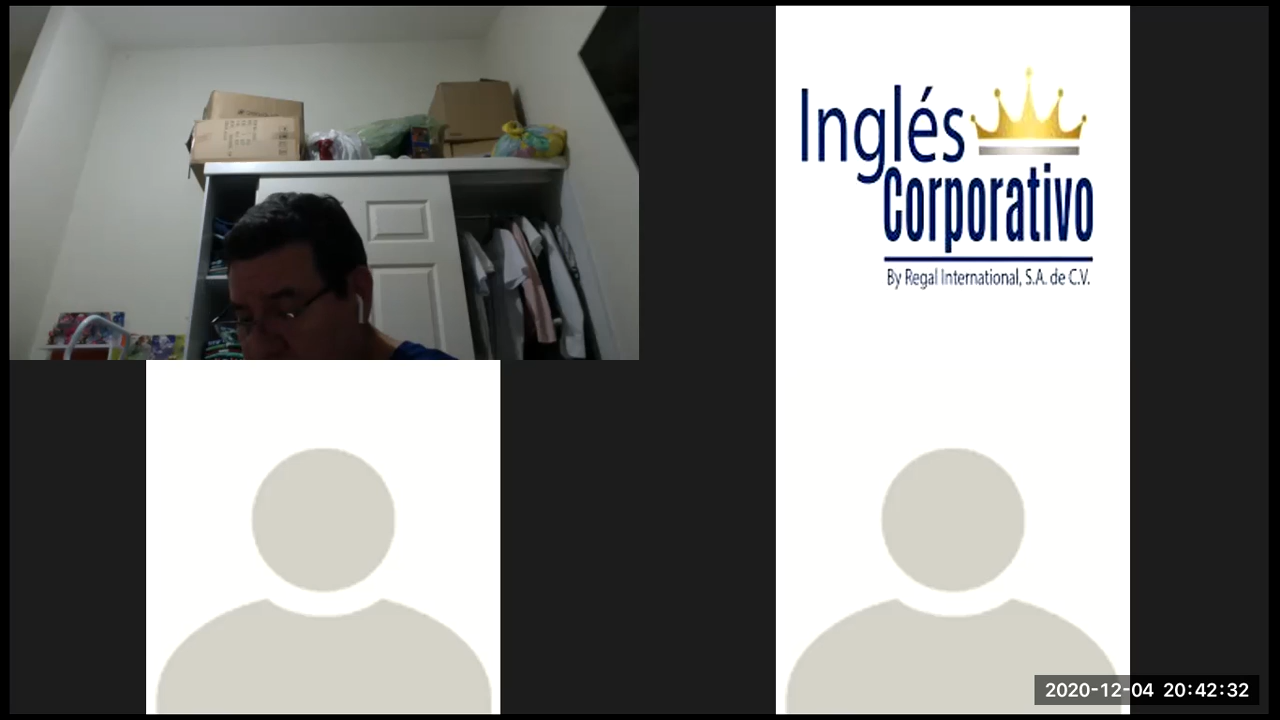 Inglés
Corporativo
By Regal International, S.A. de C.V.
2020-12-04 20:42:32